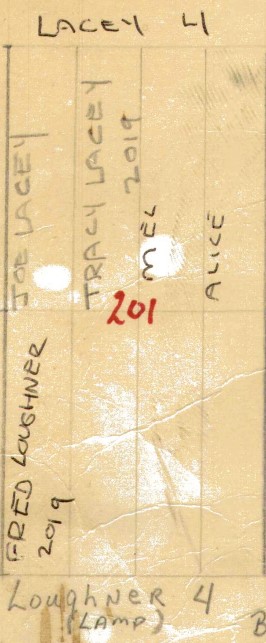 LACEY 4
JOE LACEY
TRACY LACEY
2019
MEL
ALICE
201
FRED LOUGHNER
2019
LOUGHNER 4
(LAMP)
B